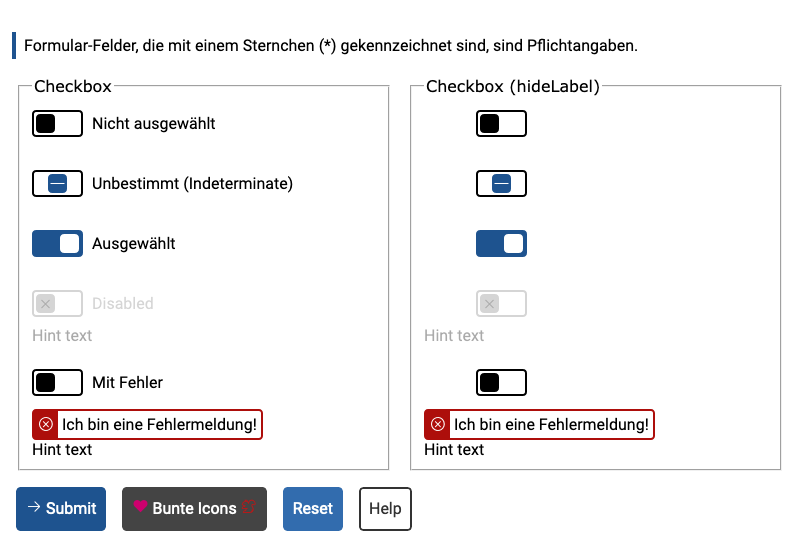 Formular-Felder, die mit einem Sternchen (*) gekennzeichnet sind, sind Pflichtangaben.
Checkbox
Nicht ausgewählt
Unbestimmt (Indeterminate)
Ausgewählt
Disabled
Hint text
Mit Fehler
Ich bin eine Fehlermeldung!
Hint text
Checkbox (hideLabel)
Hint text
Ich bin eine Fehlermeldung!
Hint text
Submit
Bunte Icons
Reset
Help